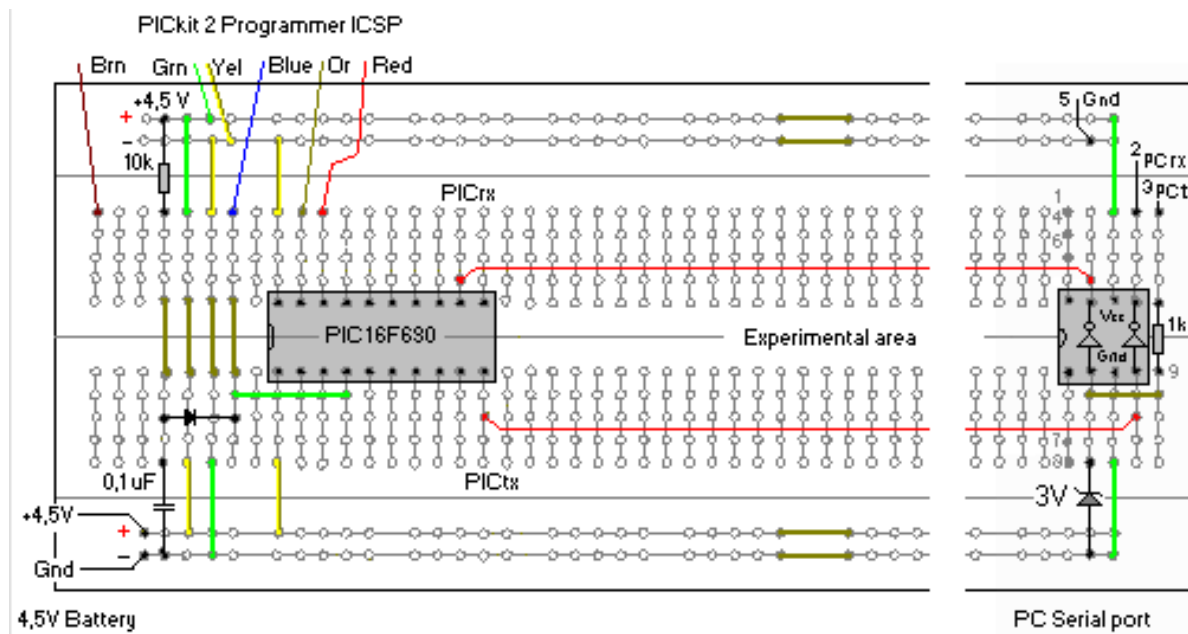 PICkit 2 Programmer ICSP
Brn Grn Yel Blue Or Red
+4,5 V
5 Gnd
+
−
10k
2 PCrx
3 PCt
PICrx
1
4
6
PIC16F690
Experimental area
Vcc
Gnd
1k
9
7
8
0,1uF
PICtx
3V
+4,5V
+
−
Gnd
4,5V Battery
PC Serial port